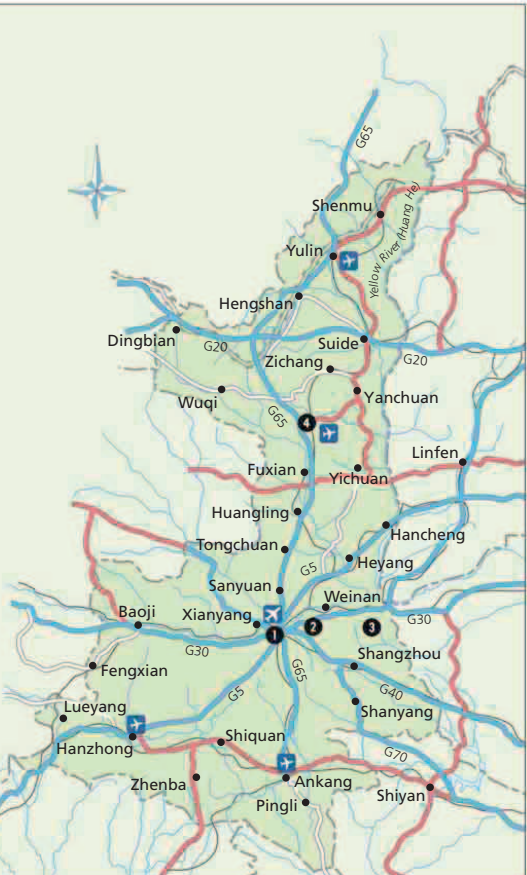 G65
Shenmu
Yellow River (Huang He)
Yulin
Hengshan
Dingbian
G20
Suide
G20
Zichang
Wuqi
Yanchuan
G65
4
Linfen
Fuxian
Yichuan
Huangling
Hancheng
Tongchuan
G5
Heyang
Sanyuan
Weinan
Baoji
Xianyang
G30
1
2
3
G30
Shangzhou
G65
Fengxian
G40
G5
Lueyang
Shanyang
Hanzhong
Shiquan
G70
Zhenba
Ankang
Shiyan
Pingli